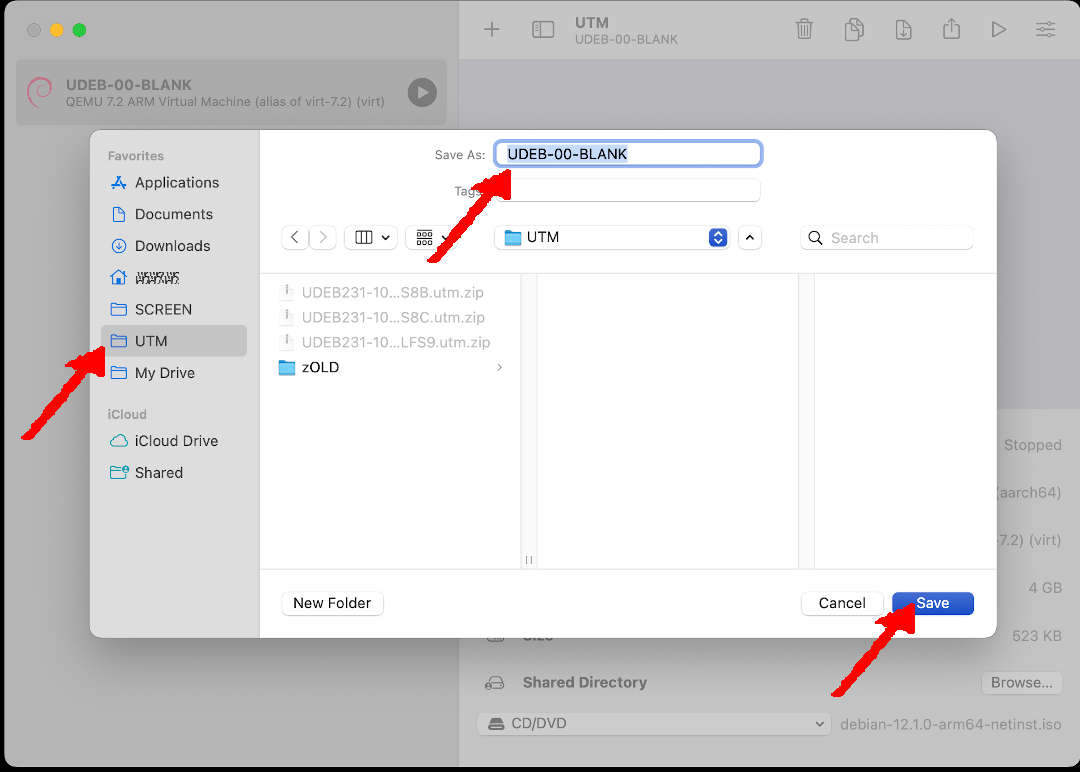 UTM
UDEB-00-BLANK
UDEB-00-BLANK
QEMU 7.2 ARM Virtual Machine (alias of virt-7.2) (virt)
Favorites
Applications
Documents
Downloads
SCREEN
UTM
My Drive
iCloud
iCloud Drive
Shared
Save As: UDEB-00-BLANK
Tags
UTM
Search
UDEB231-10...S8B.utm.zip
UDEB231-10...S8C.utm.zip
UDEB231-10...LFS9.utm.zip
zOLD
New Folder
Cancel
Save
Stopped
(aarch64)
-7.2) (virt)
4 GB
Size 523 KB
Shared Directory Browse...
CD/DVD debian-12.1.0-arm64-netinst.iso